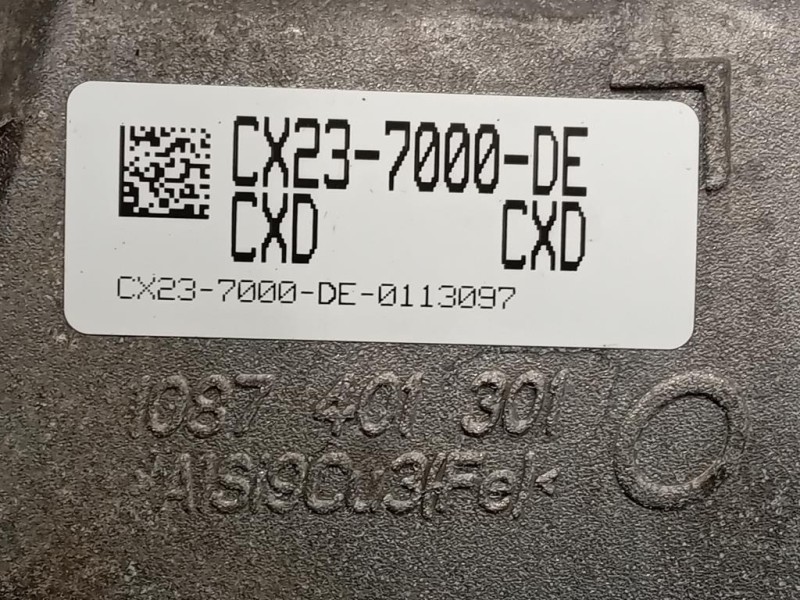 CX23-7000-DE
CXD CXD
CX23-7000-DE-0113097
1087 401 301
>AlSi9Cu3(Fe)<